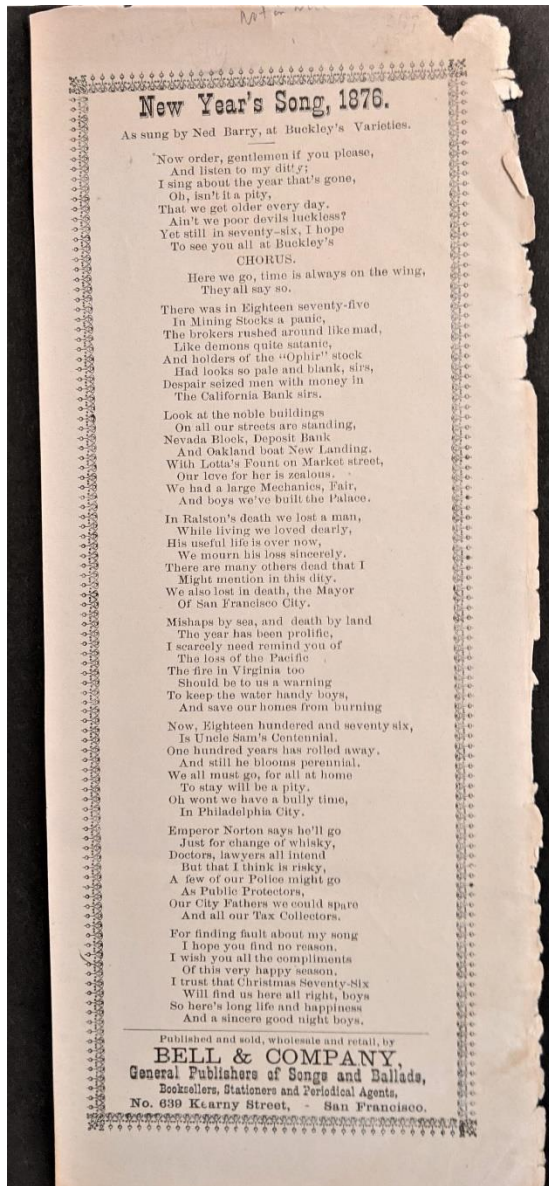 New Year's Song, 1876.
As sung by Ned Barry, at Buckley's Varieties.
Now order, gentlemen if you please,
And listen to my ditty;
I sing about the year that's gone,
Oh, isn't it a pity,
That we get older every day.
Ain't we poor devils luckless?
Yet still in seventy-six, I hope
To see you all at Buckley's
CHORUS.
Here we go, time is always on the wing,
They all say so.
There was in Eighteen seventy-five
In Mining Stocks a panic,
The brokers rushed around like mad,
Like demons quite satanic,
And holders of the "Ophir" stock
Had looks so pale and blank, sirs,
Despair seized men with money in
The California Bank sirs.
Look at the noble buildings
On all our streets are standing,
Nevada Block, Deposit Bank
And Oakland boat New Landing.
With Lotta's Fount on Market street,
Our love for her is zealous.
We had a large Mechanics, Fair,
And boys we've built the Palace.
In Ralston's death we lost a man,
While living we loved dearly,
His useful life is over now,
We mourn his loss sincerely.
There are many others dead that I
Might mention in this dity.
We also lost in death, the Mayor
Of San Francisco City.
Mishaps by sea, and death by land
The year has been prolific,
I scarcely need remind you of
The loss of the Pacific
The fire in Virginia too
Should be to us a warning
To keep the water handy boys,
And save our homes from burning
Now, Eighteen hundred and seventy six,
Is Uncle Sam's Centennial.
One hundred years has rolled away,
And still he blooms perennial.
We all must go, for all at home
To stay will be a pity.
Oh wont we have a bully time,
In Philadelphia City.
Emperor Norton says he'll go
Just for change of whisky,
Doctors, lawyers all intend
But that I think is risky,
A few of our Police might go
As Public Protectors,
Our City Fathers we could spare
And all our Tax Collectors.
For finding fault about my song
I hope you find no reason.
I wish you all the compliments
Of this very happy season.
I trust that Christmas Seventy-Six
Will find us here all right, boys
So here's long life and happiness
And a sincere good night boys.
Published and sold, wholesale and retail, by
BELL & COMPANY,
General Publishers of Songs and Ballads,
Booksellers, Stationers and Periodical Agents,
No. 639 Kearny Street, - San Francisco.